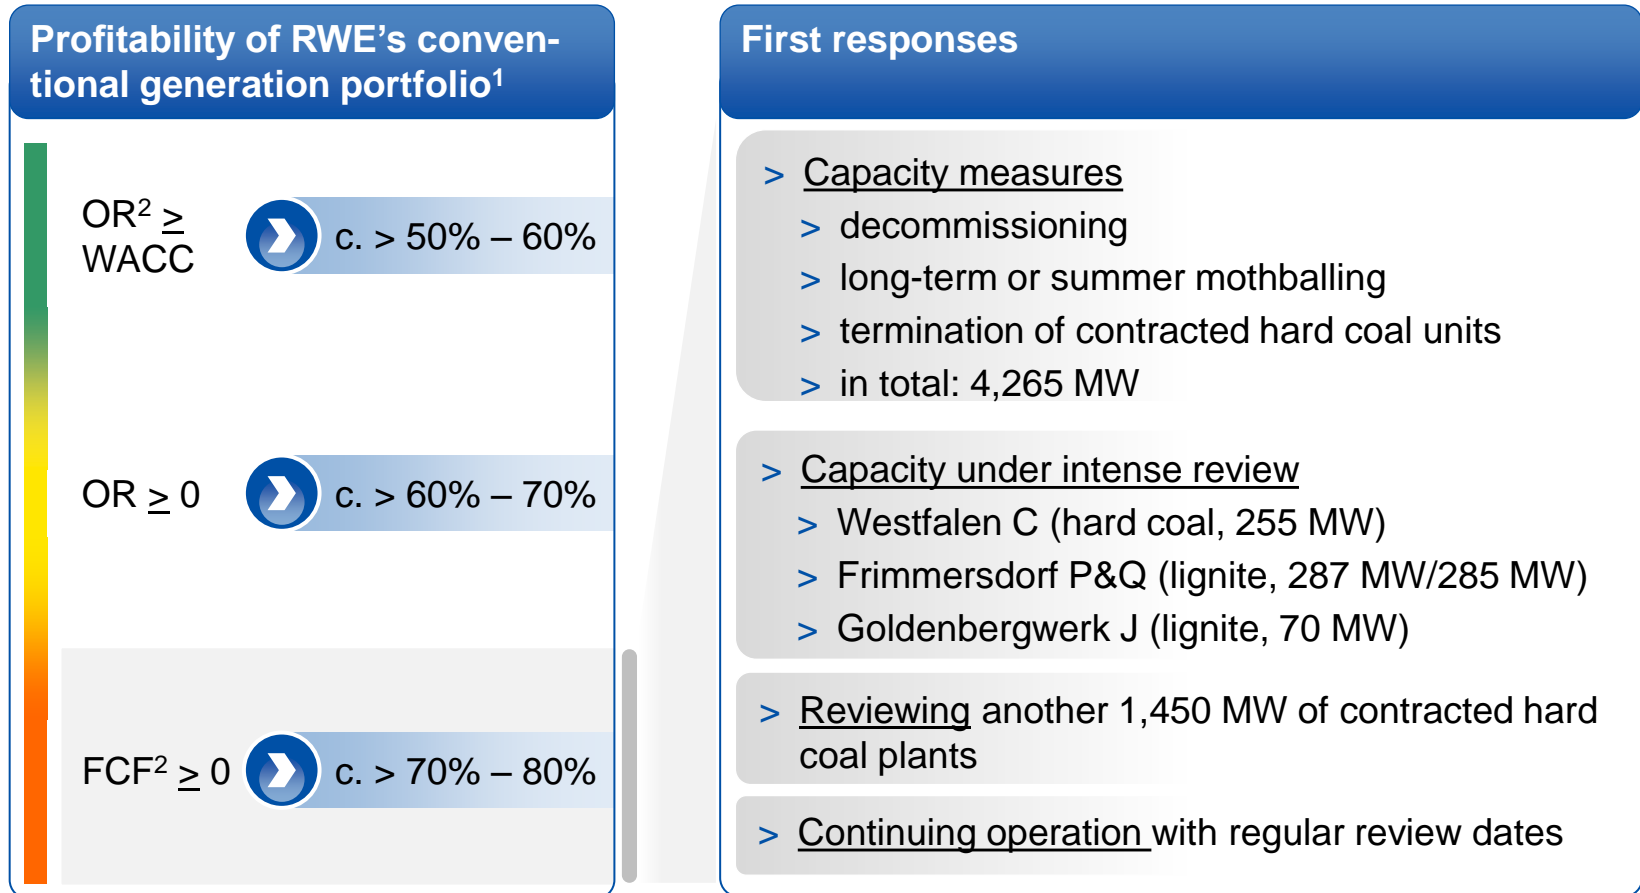 Profitability of RWE’s conven-
tional generation portfolio¹
OR² ≥
WACC
c. > 50% – 60%
OR ≥ 0
c. > 60% – 70%
FCF² ≥ 0
c. > 70% – 80%
First responses
> Capacity measures
> decommissioning
> long-term or summer mothballing
> termination of contracted hard coal units
> in total: 4,265 MW
> Capacity under intense review
> Westfalen C (hard coal, 255 MW)
> Frimmersdorf P&Q (lignite, 287 MW/285 MW)
> Goldenbergwerk J (lignite, 70 MW)
> Reviewing another 1,450 MW of contracted hard
coal plants
> Continuing operation with regular review dates